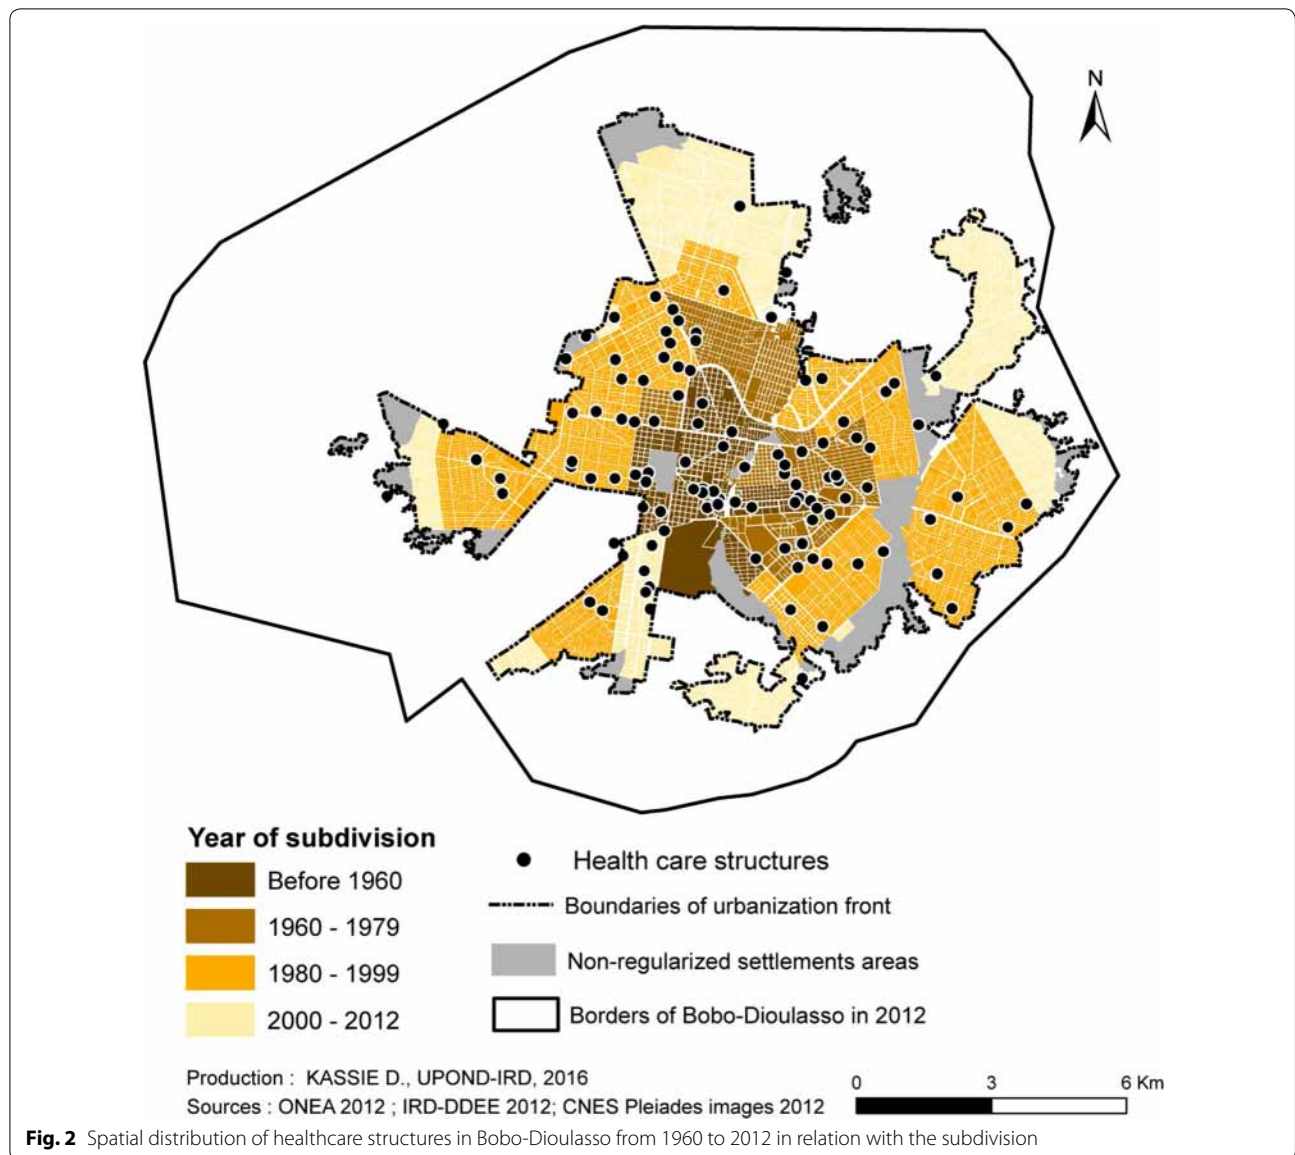 N
Year of subdivision
Before 1960
1960 - 1979
1980 - 1999
2000 - 2012
Health care structures
Boundaries of urbanization front
Non-regularized settlements areas
Borders of Bobo-Dioulasso in 2012
Production : KASSIE D., UPOND-IRD, 2016
Sources : ONEA 2012 ; IRD-DDEE 2012; CNES Pleiades images 2012
0 3 6 Km
Fig. 2 Spatial distribution of healthcare structures in Bobo-Dioulasso from 1960 to 2012 in relation with the subdivision